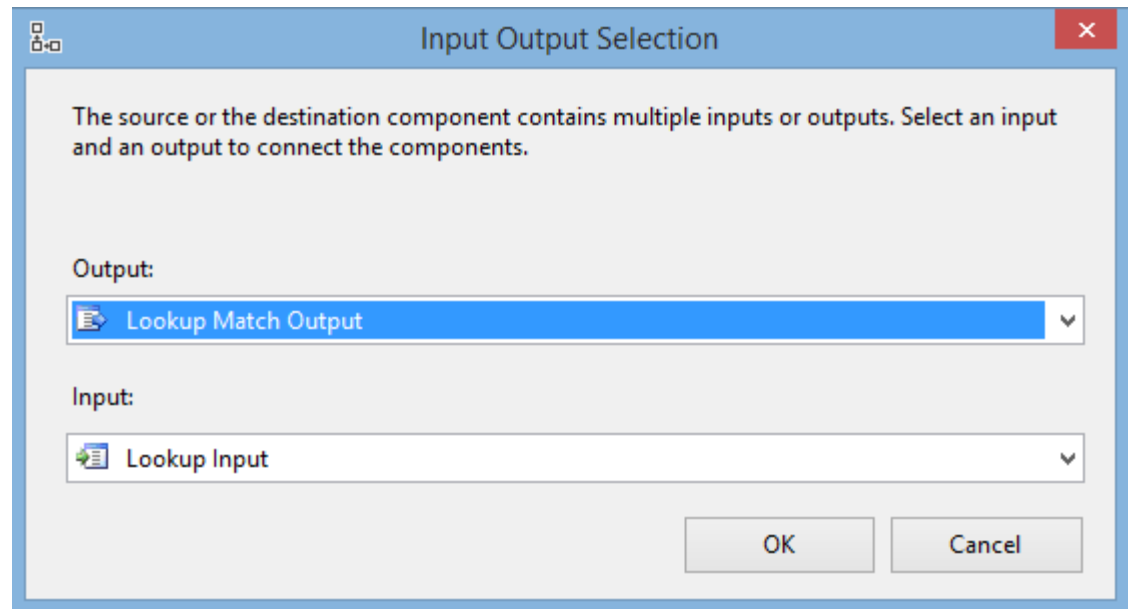 Input Output Selection
The source or the destination component contains multiple inputs or outputs. Select an input
and an output to connect the components.
Output:
Lookup Match Output
Input:
Lookup Input
OK
Cancel